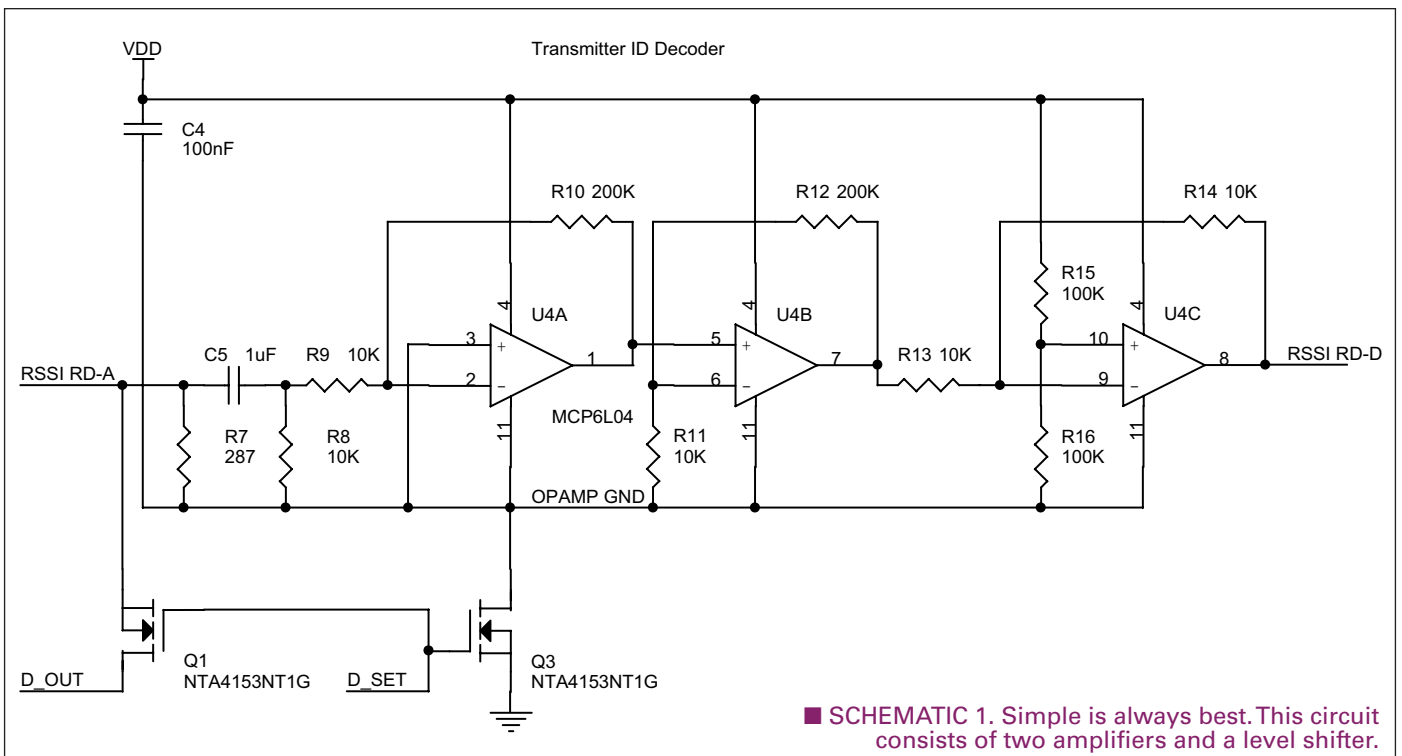 VDD
Transmitter ID Decoder
C4
100nF
R10 200K
R12 200K
R14 10K
R15
100K
4
U4A
4
U4B
4
U4C
3
+
1
2
−
5
+
7
6
−
10
+
8
9
−
RSSI RD-A
C5 1uF
R9 10K
R13 10K
RSSI RD-D
MCP6L04
R7
287
R8
10K
11
R11
10K
11
R16
100K
11
OPAMP GND
Q1
NTA4153NT1G
Q3
NTA4153NT1G
D_OUT
D_SET
■ SCHEMATIC 1. Simple is always best. This circuit
consists of two amplifiers and a level shifter.